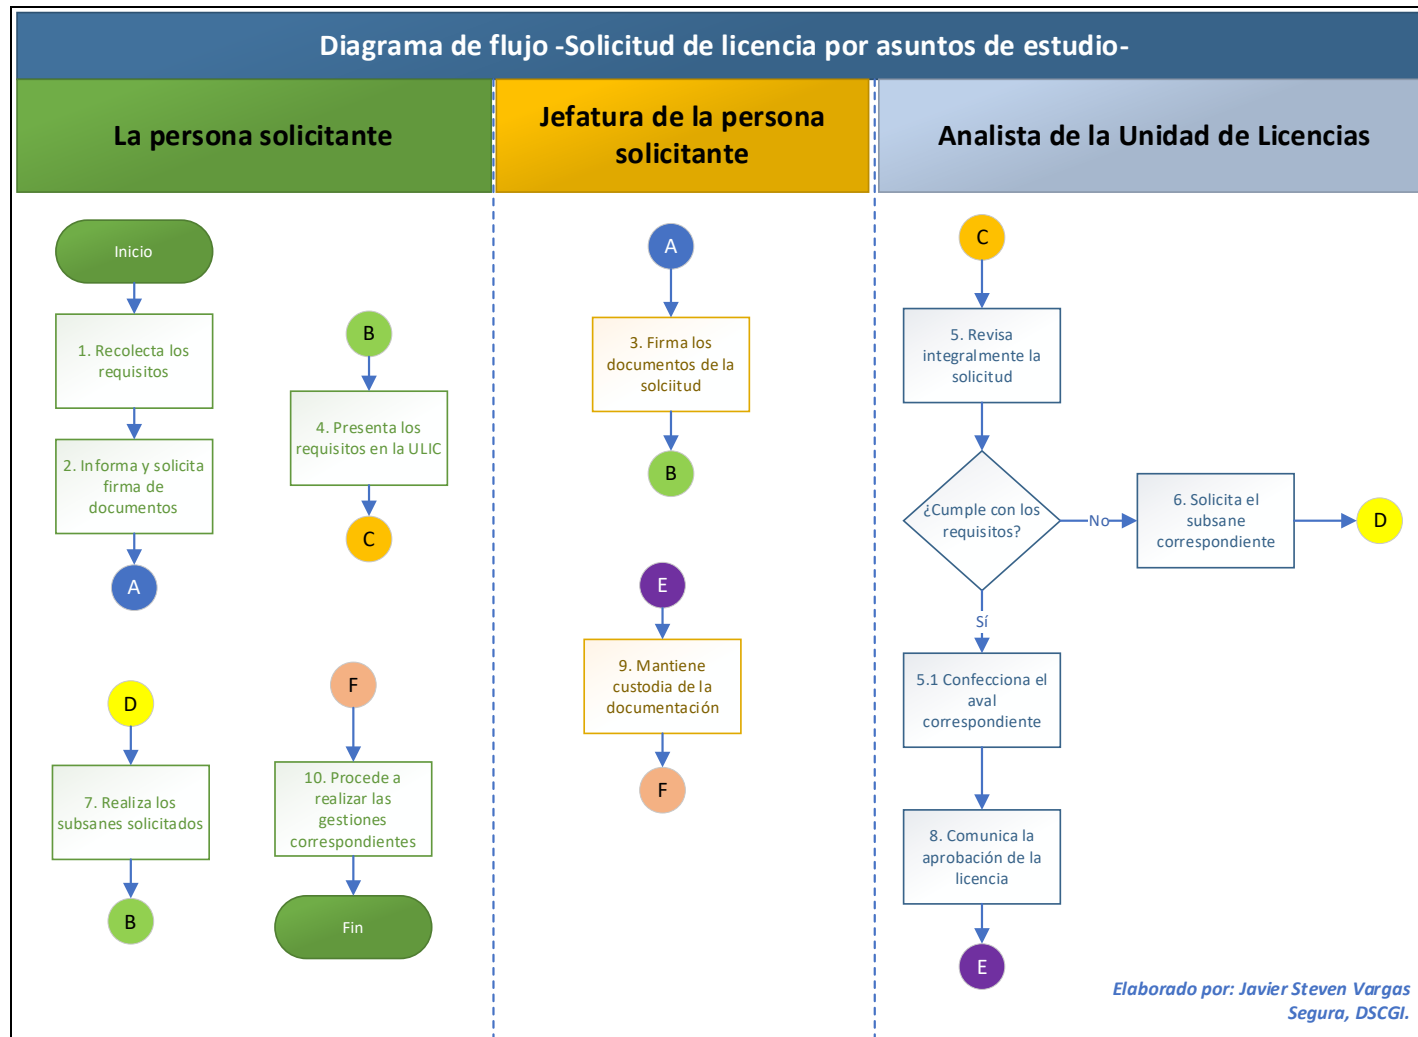 Diagrama de flujo -Solicitud de licencia por asuntos de estudio-
La persona solicitante
Jefatura de la persona
solicitante
Analista de la Unidad de Licencias
Inicio
1. Recolecta los
requisitos
2. Informa y solicita
firma de
documentos
A
B
4. Presenta los
requisitos en la ULIC
C
D
7. Realiza los
subsanes solicitados
B
F
10. Procede a
realizar las
gestiones
correspondientes
Fin
A
3. Firma los
documentos de la
solciitud
B
E
9. Mantiene
custodia de la
documentación
F
C
5. Revisa
integralmente la
solicitud
¿Cumple con los
requisitos?
No
6. Solicita el
subsane
correspondiente
D
Sí
5.1 Confecciona el
aval
correspondiente
8. Comunica la
aprobación de la
licencia
E
Elaborado por: Javier Steven Vargas
Segura, DSCGI.